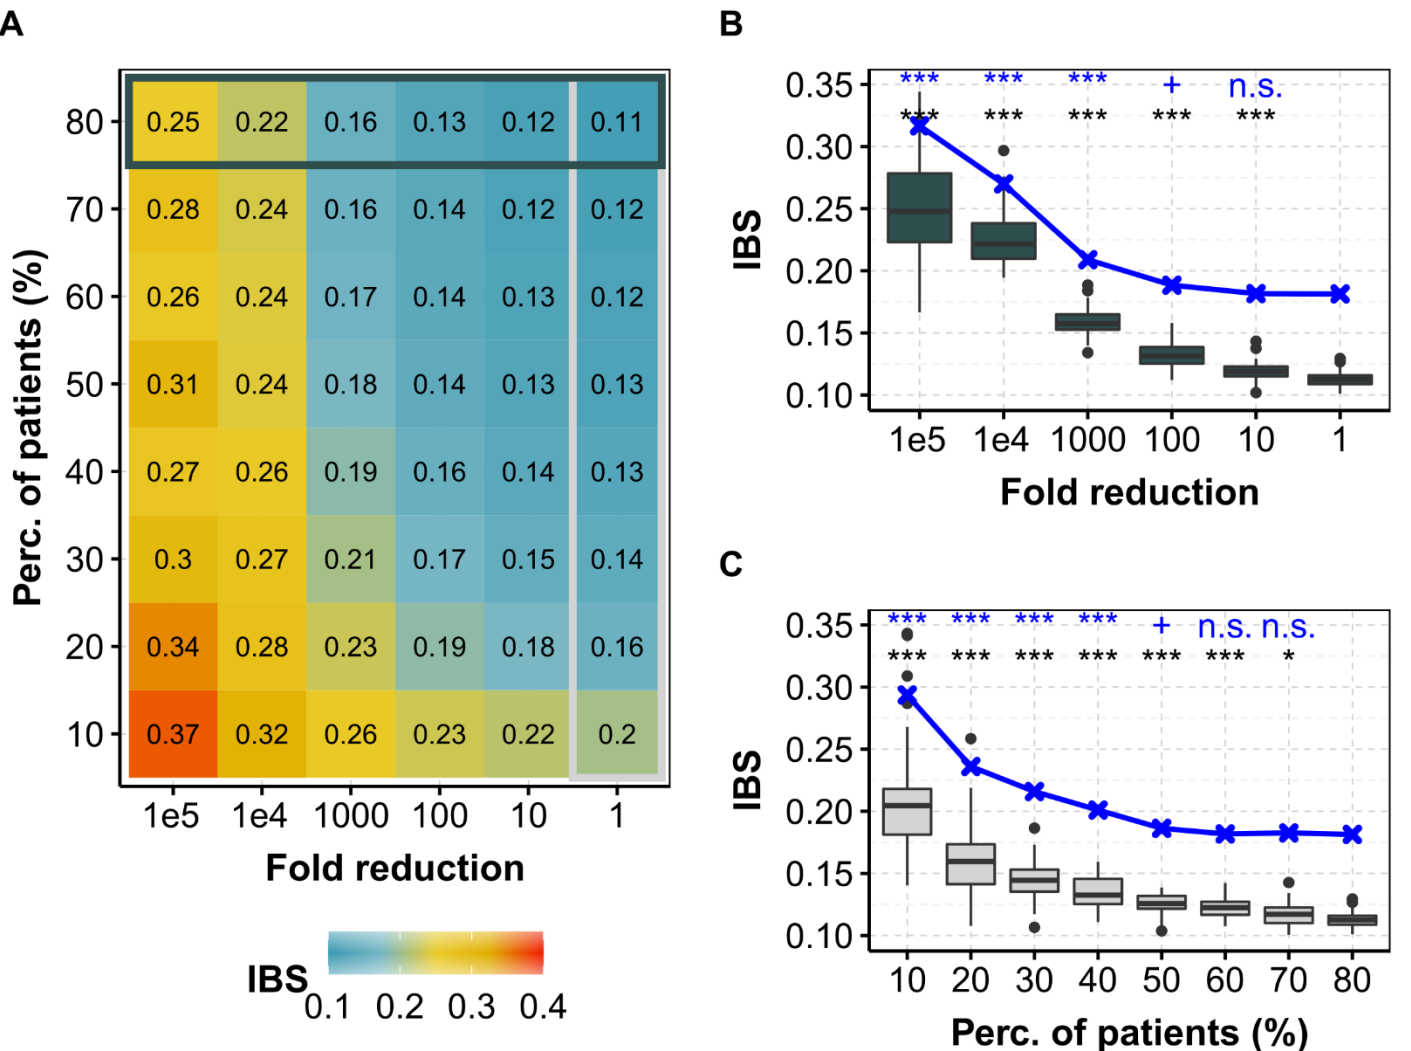 A
Perc. of patients (%)
80 0.25 0.22 0.16 0.13 0.12 0.11
70 0.28 0.24 0.16 0.14 0.12 0.12
60 0.26 0.24 0.17 0.14 0.13 0.12
50 0.31 0.24 0.18 0.14 0.13 0.13
40 0.27 0.26 0.19 0.16 0.14 0.13
30 0.3 0.27 0.21 0.17 0.15 0.14
20 0.34 0.28 0.23 0.19 0.18 0.16
10 0.37 0.32 0.26 0.23 0.22 0.2
1e5 1e4 1000 100 10 1
Fold reduction
IBS
0.1 0.2 0.3 0.4
B
IBS
*** *** *** + n.s.
*** *** *** *** ***
0.35
0.30
0.25
0.20
0.15
0.10
1e5 1e4 1000 100 10 1
Fold reduction
C
IBS
*** *** *** *** + n.s. n.s.
*** *** *** *** *** *** *
0.35
0.30
0.25
0.20
0.15
0.10
10 20 30 40 50 60 70 80
Perc. of patients (%)